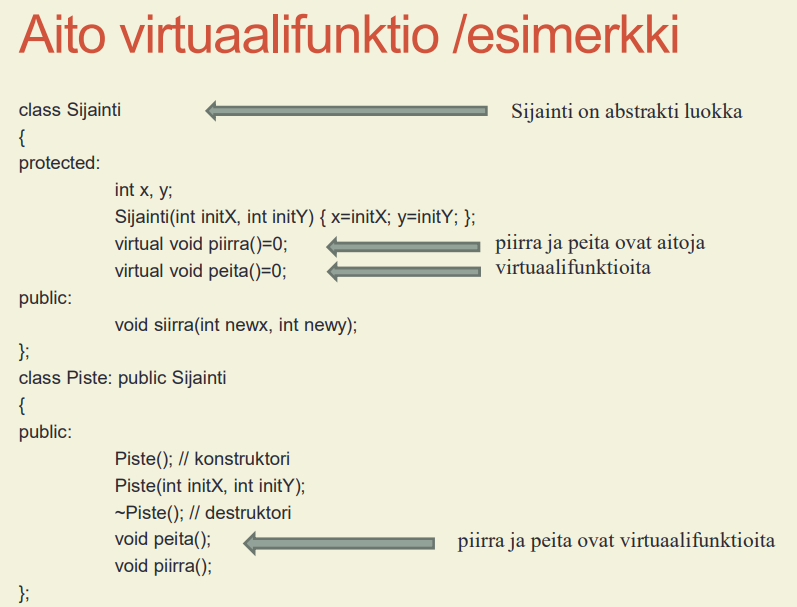 Aito virtuaalifunktio /esimerkki
class Sijainti
Sijainti on abstrakti luokka
{
protected:
int x, y;
Sijainti(int initX, int initY) { x=initX; y=initY; };
virtual void piirra()=0;
piirra ja peita ovat aitoja
virtual void peita()=0;
virtuaalifunktioita
public:
void siirra(int newx, int newy);
};
class Piste: public Sijainti
{
public:
Piste(); // konstruktori
Piste(int initX, int initY);
~Piste(); // destruktori
void peita();
piirra ja peita ovat virtuaalifunktioita
void piirra();
};